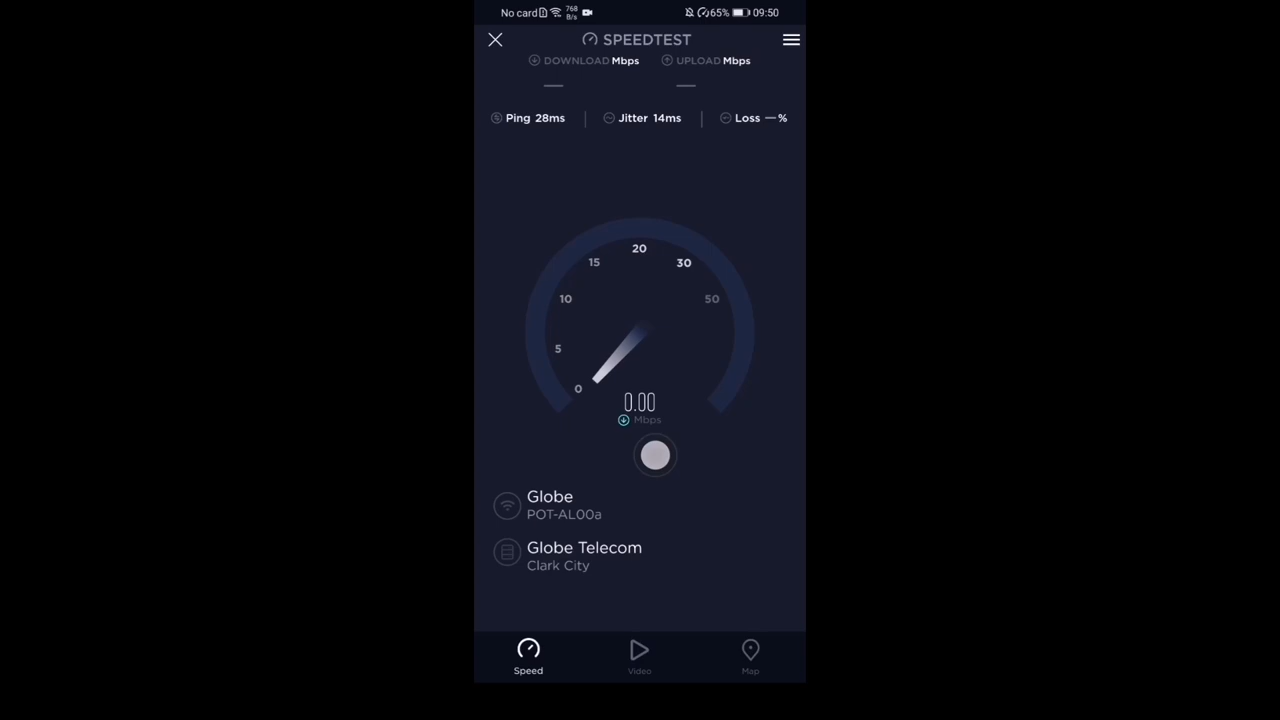 No card 768 B/s 65% 09:50
SPEEDTEST
DOWNLOAD Mbps UPLOAD Mbps
— —
Ping 28ms Jitter 14ms Loss —%
20
15 30
10 50
5
0
0.00
Mbps
Globe
POT-AL00a
Globe Telecom
Clark City
Speed Video Map